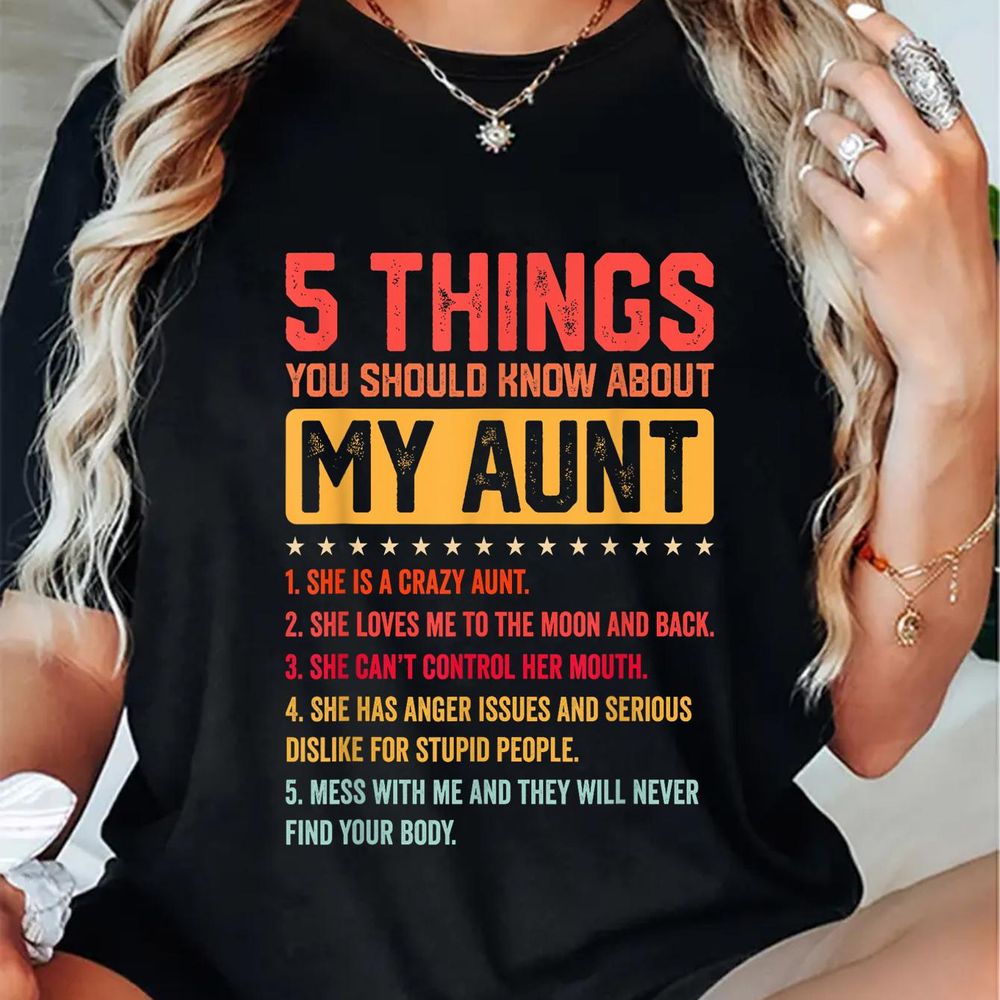 5 THINGS
YOU SHOULD KNOW ABOUT
MY AUNT
1. SHE IS A CRAZY AUNT.
2. SHE LOVES ME TO THE MOON AND BACK.
3. SHE CAN'T CONTROL HER MOUTH.
4. SHE HAS ANGER ISSUES AND SERIOUS
DISLIKE FOR STUPID PEOPLE.
5. MESS WITH ME AND THEY WILL NEVER
FIND YOUR BODY.